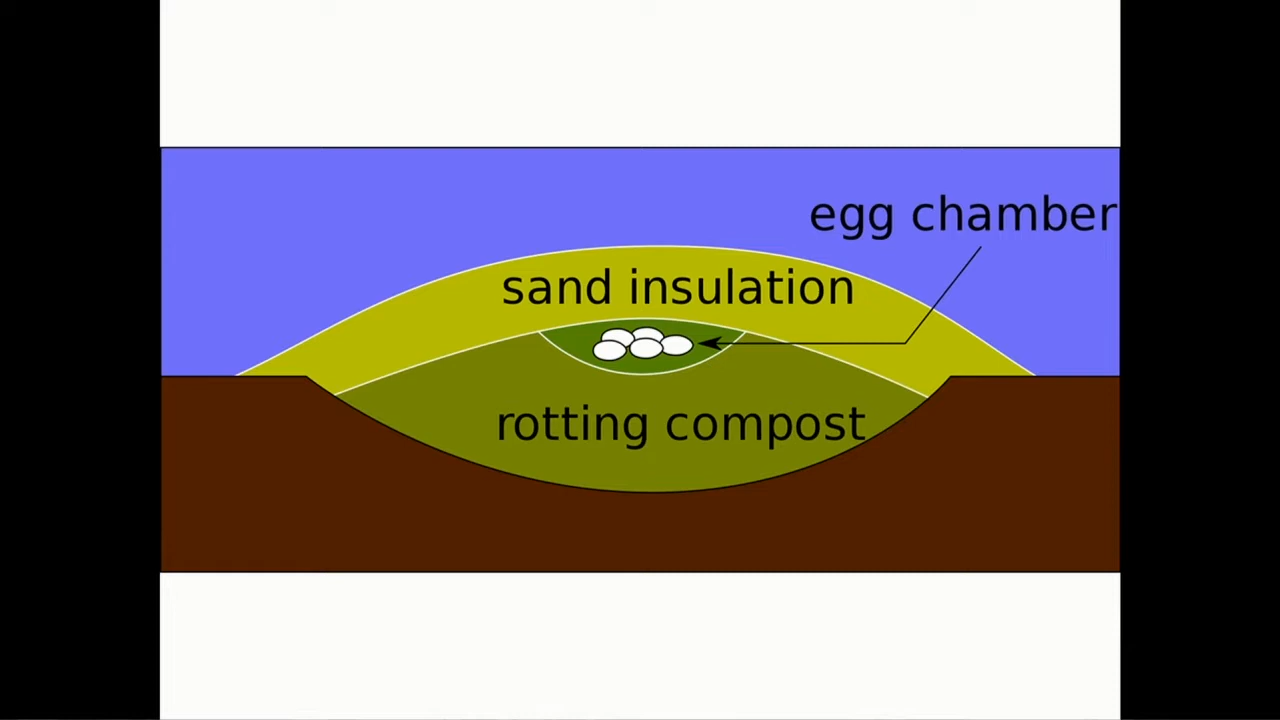 egg chamber
sand insulation
rotting compost